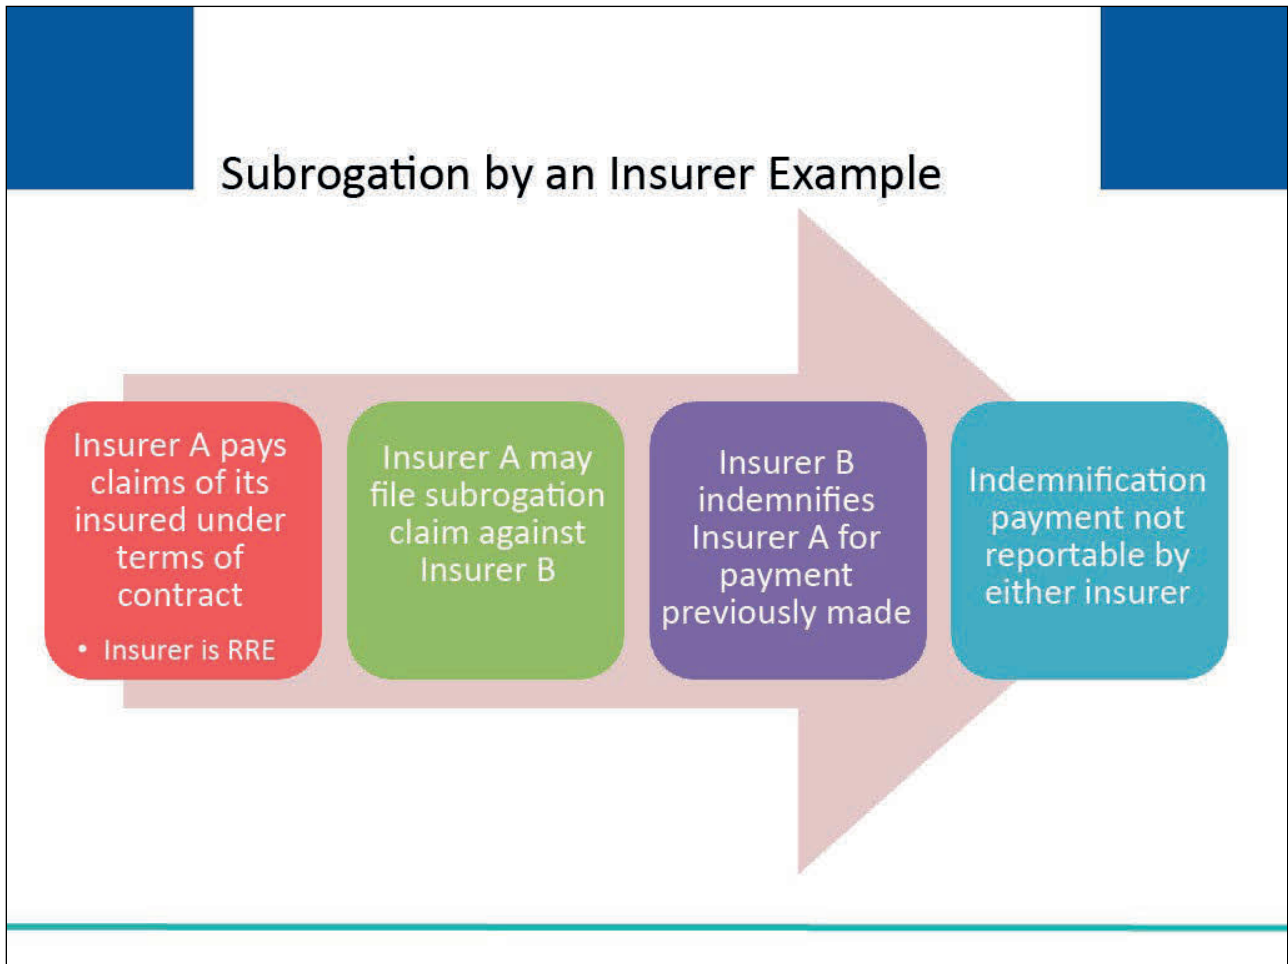 Subrogation by an Insurer Example
Insurer A pays
claims of its
insured under
terms of
contract
• Insurer is RRE
Insurer A may
file subrogation
claim against
Insurer B
Insurer B
indemnifies
Insurer A for
payment
previously made
Indemnification
payment not
reportable by
either insurer